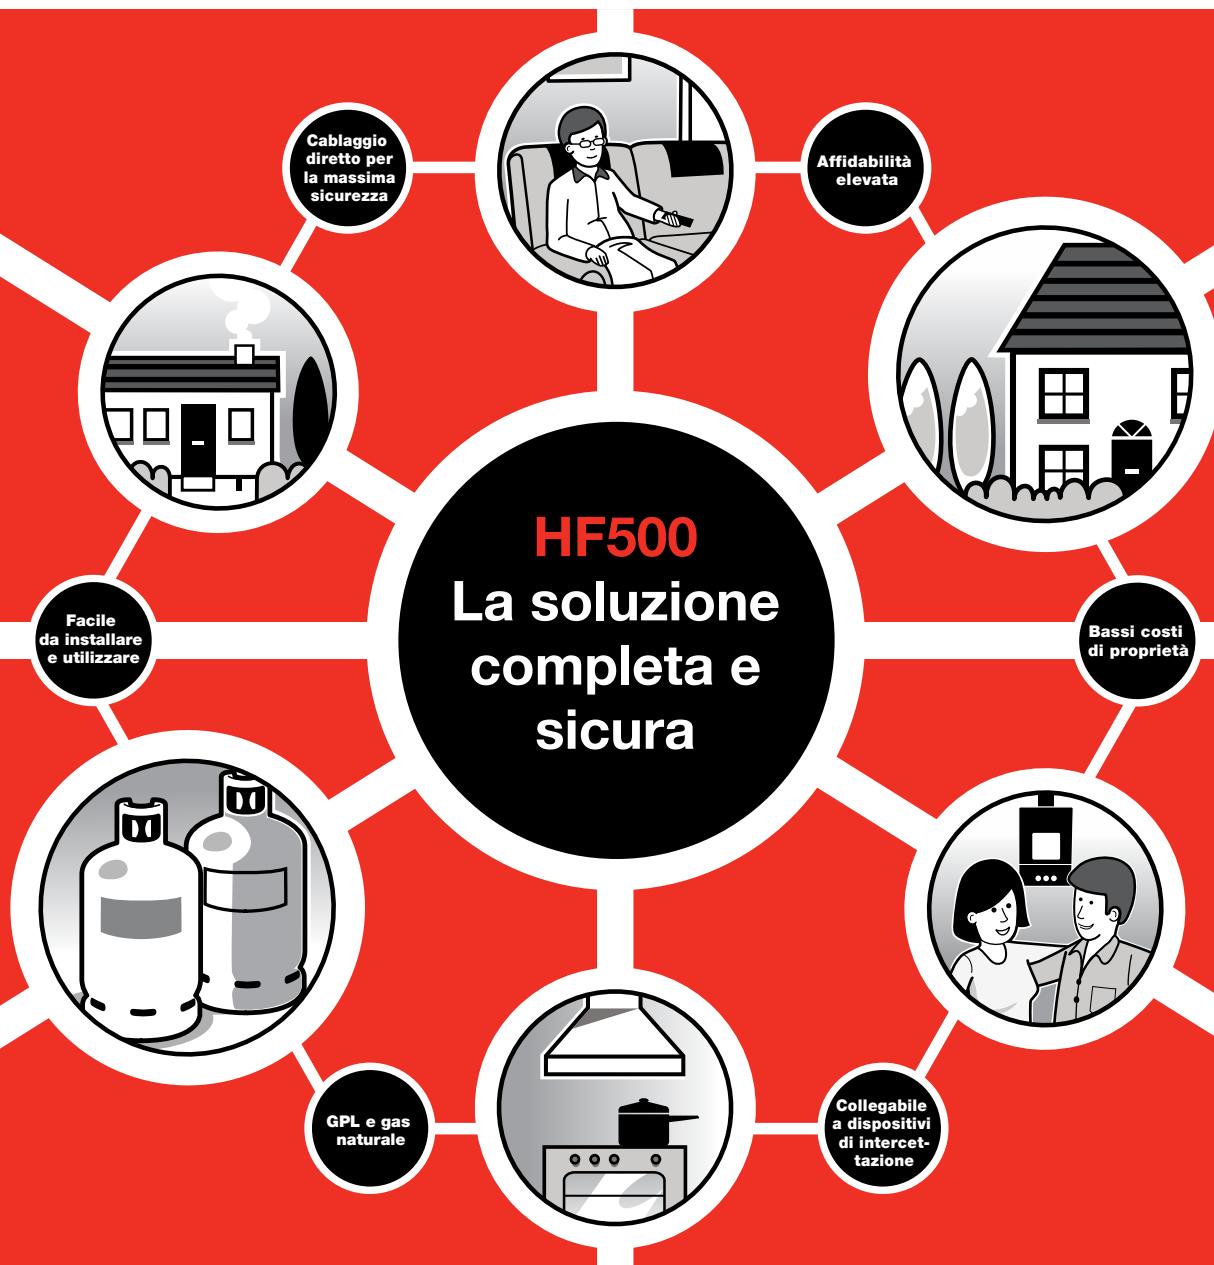 Cablaggio
diretto per
la massima
sicurezza
Affidabilità
elevata
HF500
La soluzione
completa e
sicura
Facile
da installare
e utilizzare
Bassi costi
di proprietà
GPL e gas
naturale
Collegabile
a dispositivi
di intercet-
tazione